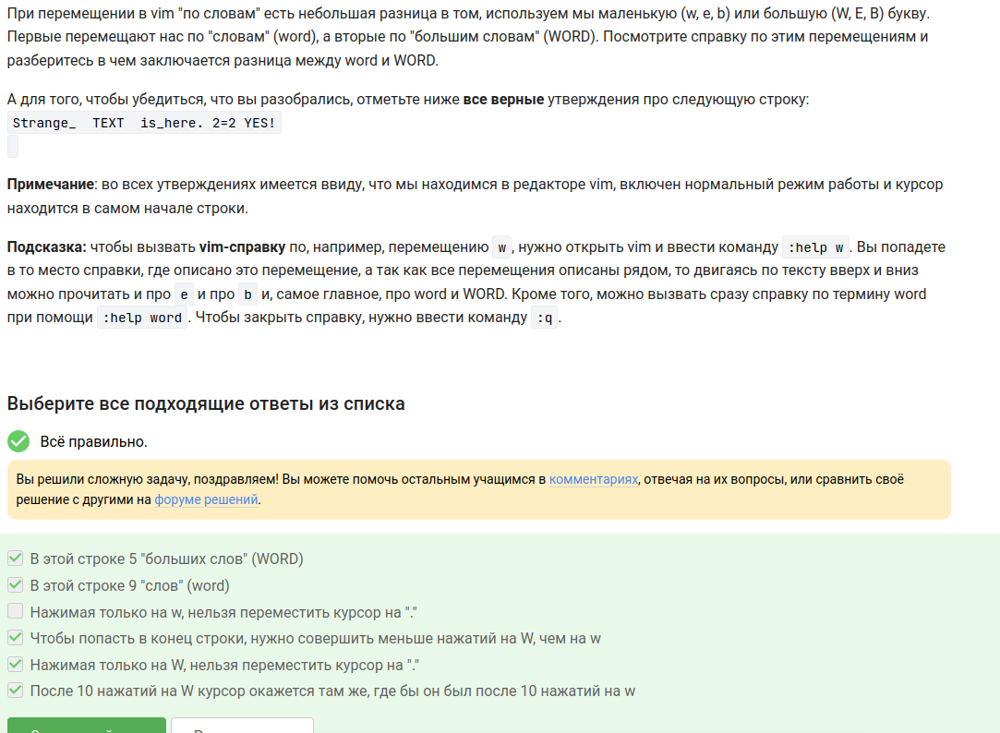 При перемещении в vim "по словам" есть небольшая разница в том, используем мы маленькую (w, e, b) или большую (W, E, B) букву.
Первые перемещают нас по "словам" (word), а вторые по "большим словам" (WORD). Посмотрите справку по этим перемещениям и
разберитесь в чем заключается разница между word и WORD.
А для того, чтобы убедиться, что вы разобрались, отметьте ниже все верные утверждения про следующую строку:
Strange_  TEXT  is_here. 2=2 YES!
Примечание: во всех утверждениях имеется ввиду, что мы находимся в редакторе vim, включен нормальный режим работы и курсор
находится в самом начале строки.
Подсказка: чтобы вызвать vim-справку по, например, перемещению w, нужно открыть vim и ввести команду :help w. Вы попадете
в то место справки, где описано это перемещение, а так как все перемещения описаны рядом, то двигаясь по тексту вверх и вниз
можно прочитать и про e и про b и, самое главное, про word и WORD. Кроме того, можно вызвать сразу справку по термину word
при помощи :help word. Чтобы закрыть справку, нужно ввести команду :q.
Выберите все подходящие ответы из списка
Всё правильно.
Вы решили сложную задачу, поздравляем! Вы можете помочь остальным учащимся в комментариях, отвечая на их вопросы, или сравнить своё
решение с другими на форуме решений.
В этой строке 5 "больших слов" (WORD)
В этой строке 9 "слов" (word)
Нажимая только на w, нельзя переместить курсор на "."
Чтобы попасть в конец строки, нужно совершить меньше нажатий на W, чем на w
Нажимая только на W, нельзя переместить курсор на "."
После 10 нажатий на W курсор окажется там же, где бы он был после 10 нажатий на w